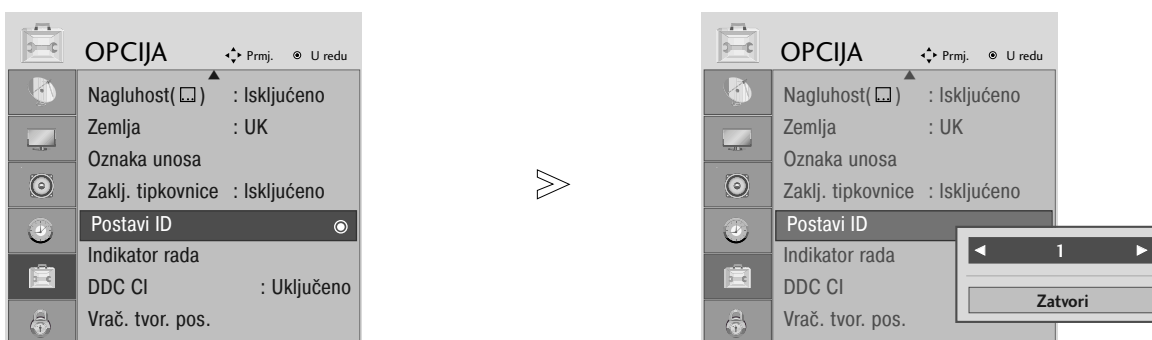 OPCIJA Prmj. U redu
Nagluhost( ) : Isključeno
Zemlja : UK
Oznaka unosa
Zaklj. tipkovnice : Isključeno
Postavi ID
Indikator rada
DDC CI : Uključeno
Vrač. tvor. pos.
OPCIJA Prmj. U redu
Nagluhost( ) : Isključeno
Zemlja : UK
Oznaka unosa
Zaklj. tipkovnice : Isključeno
Postavi ID
Indikator rada
DDC CI
Vrač. tvor. pos.
1
Zatvori